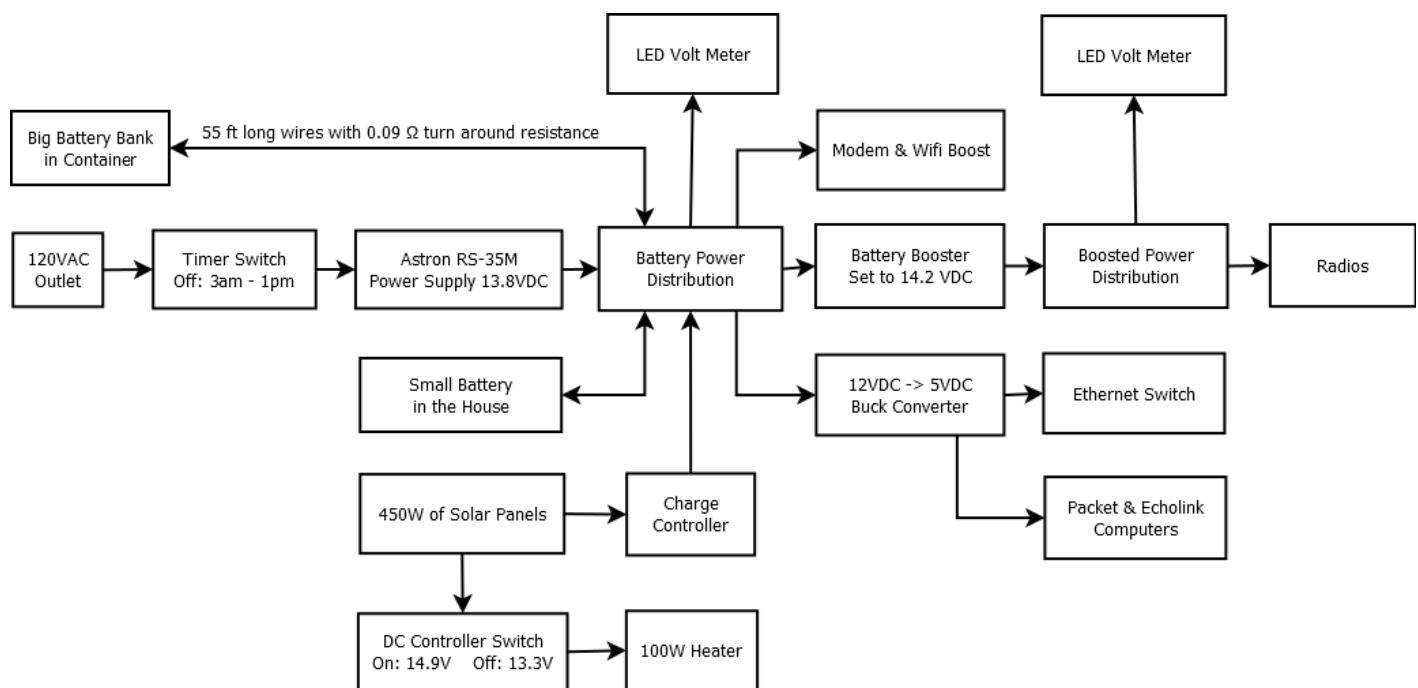 LED Volt Meter
LED Volt Meter
Big Battery Bank
in Container
55 ft long wires with 0.09 Ω turn around resistance
Modem & Wifi Boost
120VAC
Outlet
Timer Switch
Off: 3am - 1pm
Astron RS-35M
Power Supply 13.8VDC
Battery Power
Distribution
Battery Booster
Set to 14.2 VDC
Boosted Power
Distribution
Radios
Small Battery
in the House
12VDC -> 5VDC
Buck Converter
Ethernet Switch
450W of Solar Panels
Charge
Controller
Packet & Echolink
Computers
DC Controller Switch
On: 14.9V Off: 13.3V
100W Heater